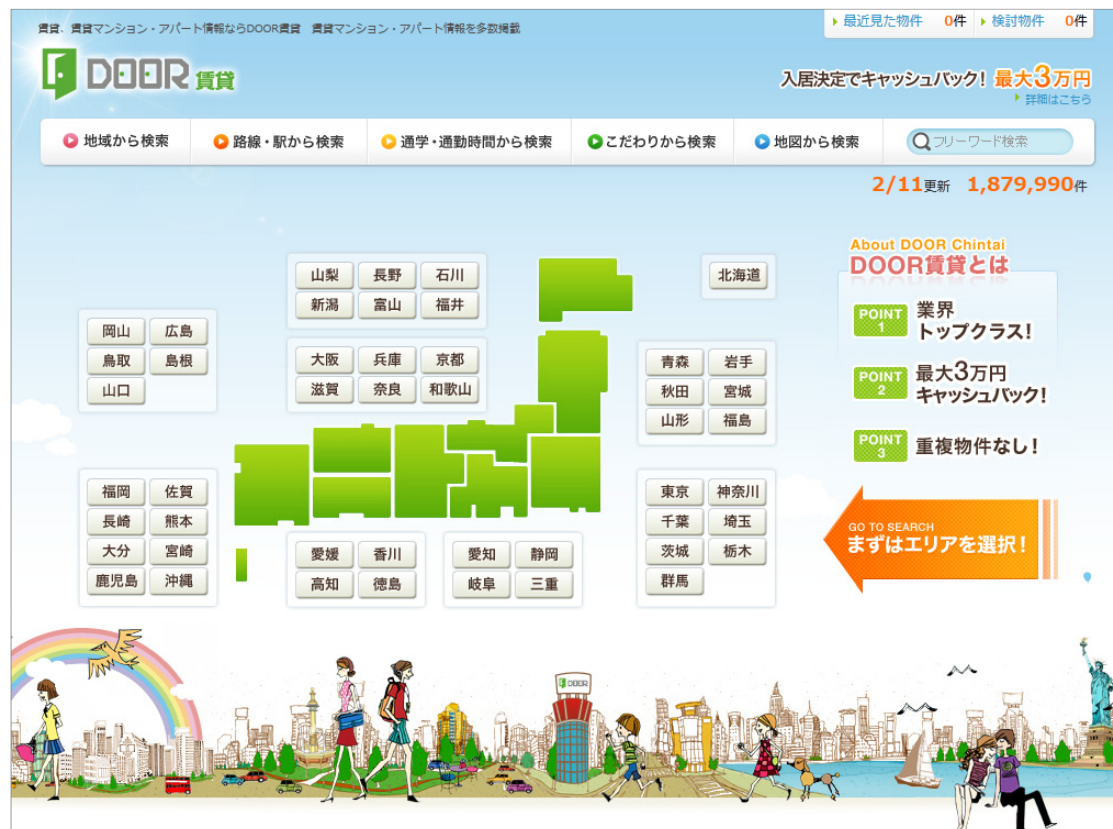 賃貸、賃貸マンション・アパート情報ならDOOR賃貸　賃貸マンション・アパート情報を多数掲載
最近見た物件 0件 検討物件 0件
DOOR 賃貸
入居決定でキャッシュバック! 最大3万円
詳細はこちら
地域から検索 路線・駅から検索 通学・通勤時間から検索 こだわりから検索 地図から検索 フリーワード検索
2/11更新 1,879,990件
山梨 長野 石川
新潟 富山 福井
北海道
岡山 広島
鳥取 島根
山口
大阪 兵庫 京都
滋賀 奈良 和歌山
青森 岩手
秋田 宮城
山形 福島
福岡 佐賀
長崎 熊本
大分 宮崎
鹿児島 沖縄
愛媛 香川
高知 徳島
愛知 静岡
岐阜 三重
東京 神奈川
千葉 埼玉
茨城 栃木
群馬
About DOOR Chintai
DOOR賃貸とは
POINT 1 業界
トップクラス!
POINT 2 最大3万円
キャッシュバック!
POINT 3 重複物件なし!
GO TO SEARCH
まずはエリアを選択!
DOOR